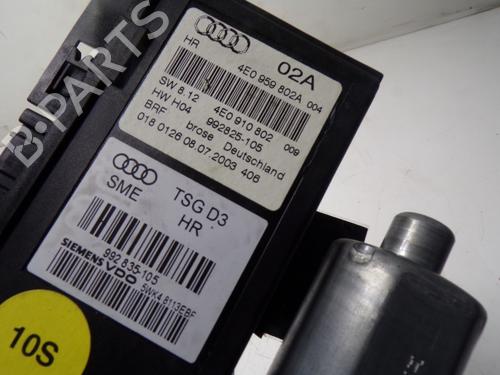 HR
02A
4E0 959 802A 004
SW 8.12
4E0 910 802 009
HW H04
992825-105
BRF
brose Deutschland
018 0126 08.07.2003 406
TSG D3
SME
HR
992 835-105
SIEMENS VDO
5WK4 8113EBF
10S
B-PARTS